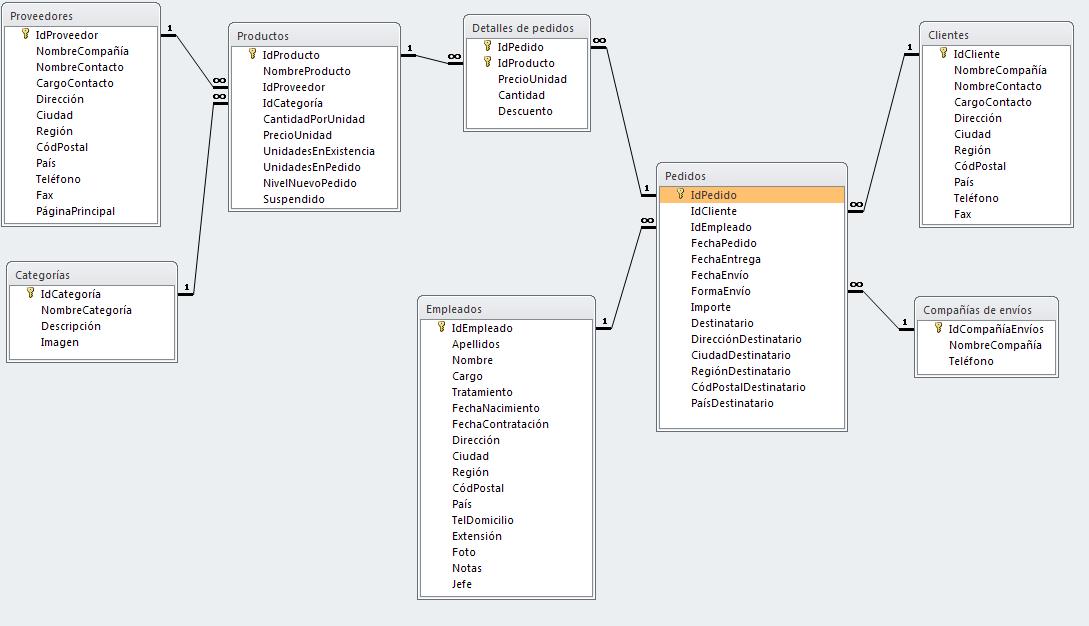 Proveedores
IdProveedor
NombreCompañía
NombreContacto
CargoContacto
Dirección
Ciudad
Región
CódPostal
País
Teléfono
Fax
PáginaPrincipal
1
∞
Categorías
IdCategoría
NombreCategoría
Descripción
Imagen
1
∞
Productos
IdProducto
NombreProducto
IdProveedor
IdCategoría
CantidadPorUnidad
PrecioUnidad
UnidadesEnExistencia
UnidadesEnPedido
NivelNuevoPedido
Suspendido
1
∞
Detalles de pedidos
IdPedido
IdProducto
PrecioUnidad
Cantidad
Descuento
∞
1
Empleados
IdEmpleado
Apellidos
Nombre
Cargo
Tratamiento
FechaNacimiento
FechaContratación
Dirección
Ciudad
Región
CódPostal
País
TelDomicilio
Extensión
Foto
Notas
Jefe
1
∞
Pedidos
IdPedido
IdCliente
IdEmpleado
FechaPedido
FechaEntrega
FechaEnvío
FormaEnvío
Importe
Destinatario
DirecciónDestinatario
CiudadDestinatario
RegiónDestinatario
CódPostalDestinatario
PaísDestinatario
∞
1
Clientes
IdCliente
NombreCompañía
NombreContacto
CargoContacto
Dirección
Ciudad
Región
CódPostal
País
Teléfono
Fax
∞
1
Compañías de envíos
IdCompañíaEnvíos
NombreCompañía
Teléfono